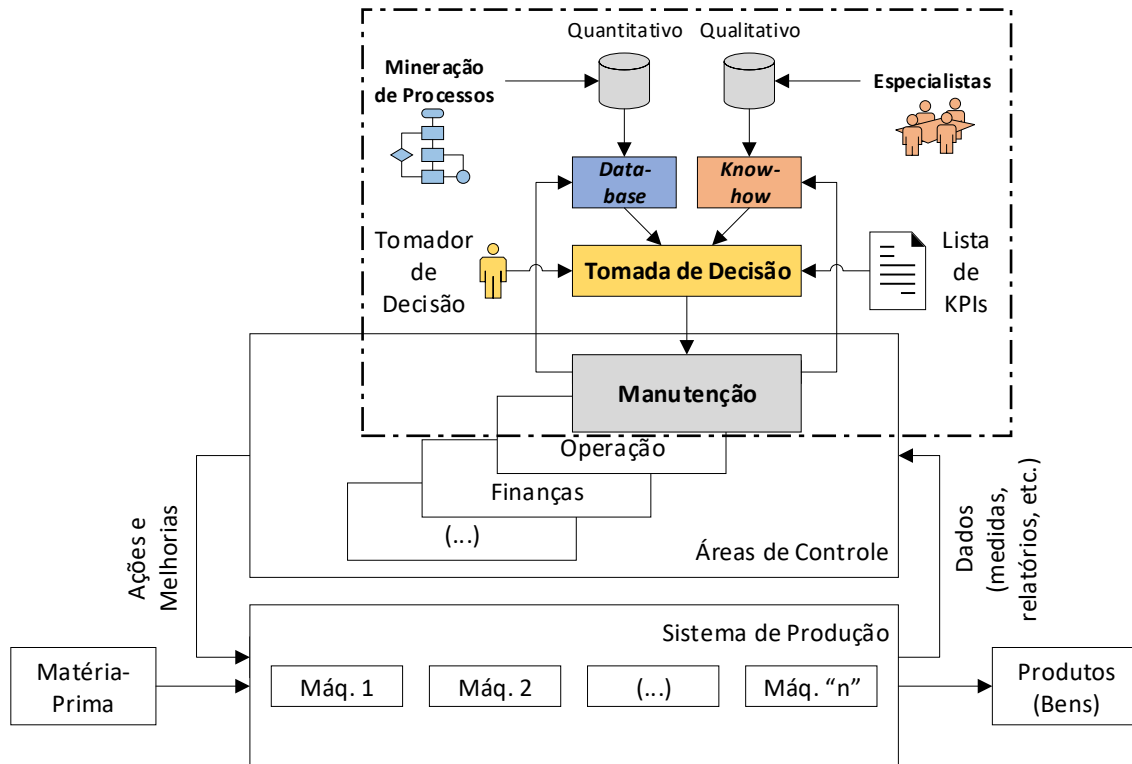 Quantitativo
Qualitativo
Mineração
de Processos
Especialistas
Data-
base
Know-
how
Tomador
de
Decisão
Tomada de Decisão
Lista
de
KPIs
Manutenção
Operação
Finanças
(...)
Áreas de Controle
Ações e
Melhorias
Dados
(medidas,
relatórios, etc.)
Sistema de Produção
Matéria-
Prima
Máq. 1
Máq. 2
(...)
Máq. “n”
Produtos
(Bens)